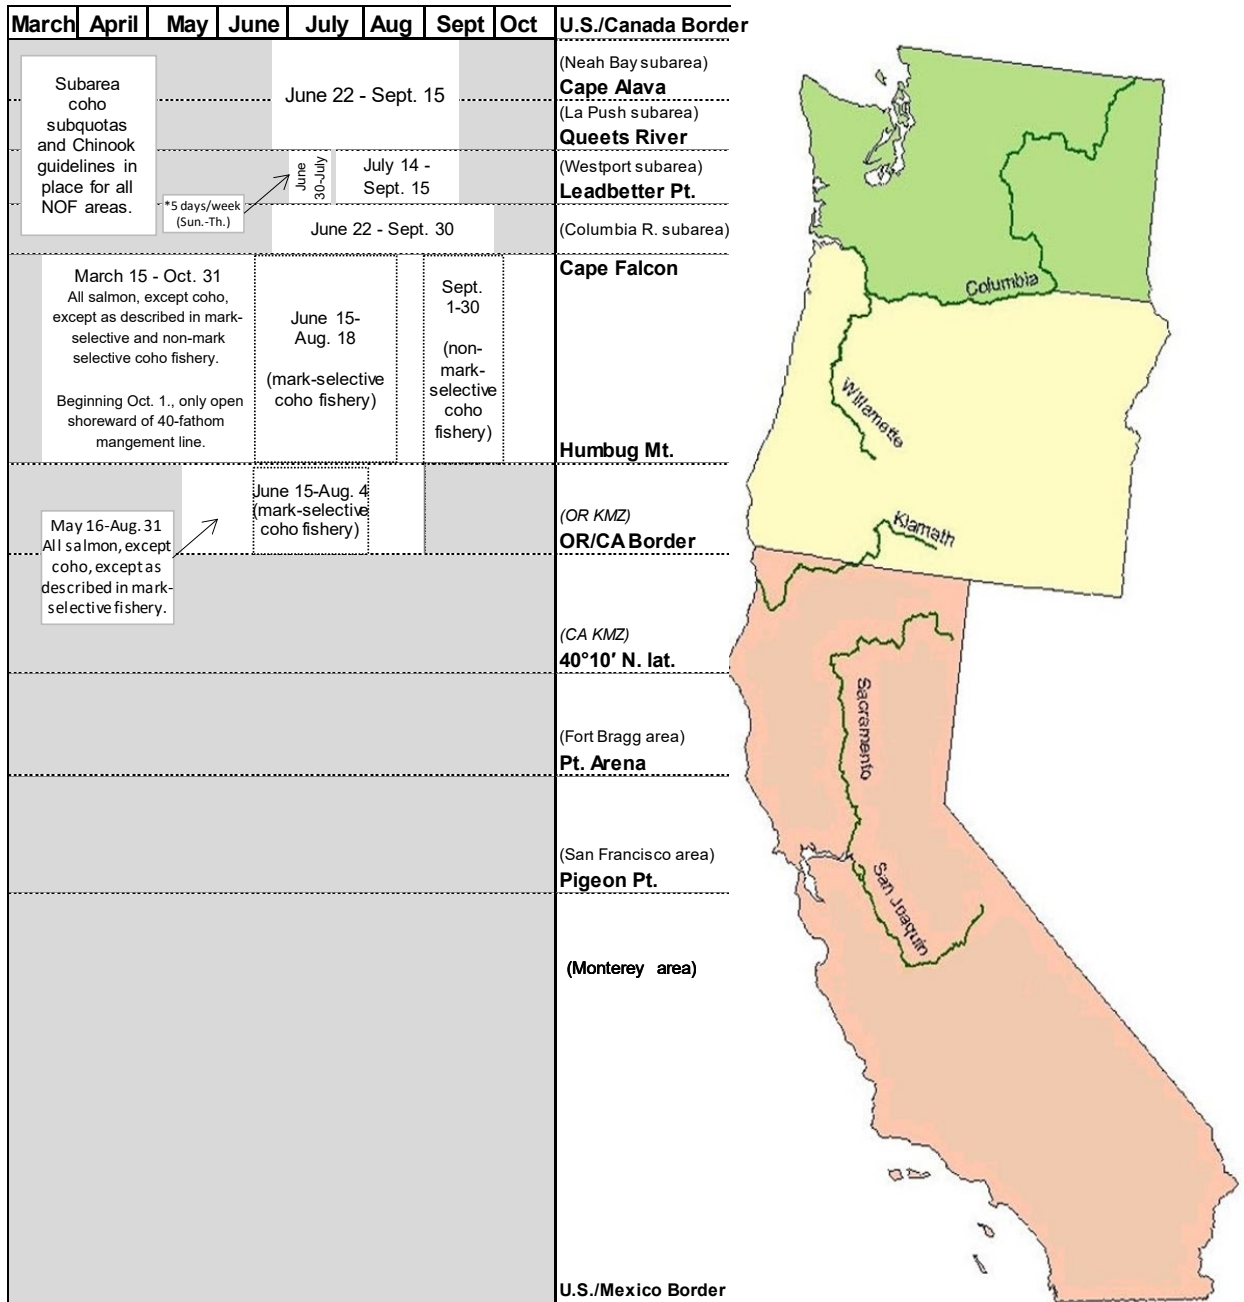 March April May June July Aug Sept Oct
U.S./Canada Border
Subarea
coho
subquotas
and Chinook
guidelines in
place for all
NOF areas.
June 22 - Sept. 15
(Neah Bay subarea)
Cape Alava
(La Push subarea)
Queets River
*5 days/week
(Sun.-Th.)
June
30-July
July 14 -
Sept. 15
(Westport subarea)
Leadbetter Pt.
June 22 - Sept. 30
(Columbia R. subarea)
Cape Falcon
March 15 - Oct. 31
All salmon, except coho,
except as described in mark-
selective and non-mark
selective coho fishery.
Beginning Oct. 1., only open
shoreward of 40-fathom
mangement line.
June 15-
Aug. 18
(mark-selective
coho fishery)
Sept.
1-30
(non-
mark-
selective
coho
fishery)
Humbug Mt.
May 16-Aug. 31
All salmon, except
coho, except as
described in mark-
selective fishery.
June 15-Aug. 4
(mark-selective
coho fishery)
(OR KMZ)
OR/CA Border
(CA KMZ)
40°10′ N. lat.
(Fort Bragg area)
Pt. Arena
(San Francisco area)
Pigeon Pt.
(Monterey area)
U.S./Mexico Border
Columbia
Willamette
Klamath
Sacramento
San Joaquin